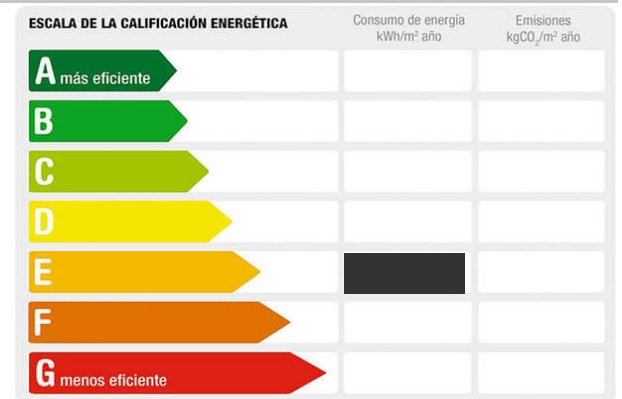 ESCALA DE LA CALIFICACIÓN ENERGÉTICA
Consumo de energía
kWh/m² año
Emisiones
kgCO₂/m² año
A más eficiente
B
C
D
E
F
G menos eficiente